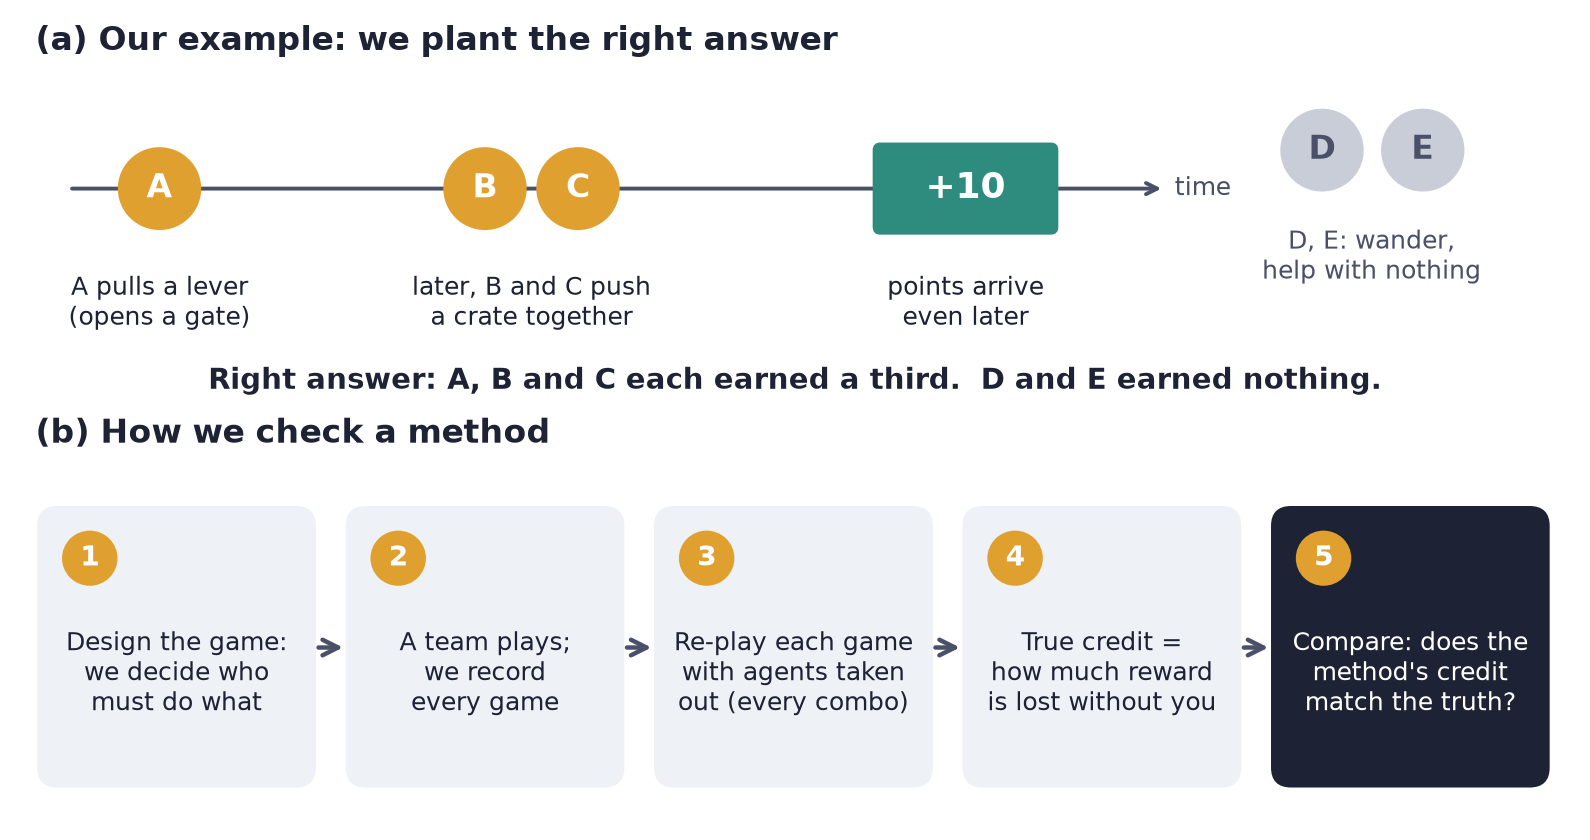 (a) Our example: we plant the right answer
A
B
C
+10
time
D
E
D, E: wander,
help with nothing
A pulls a lever
(opens a gate)
later, B and C push
a crate together
points arrive
even later
Right answer: A, B and C each earned a third.  D and E earned nothing.
(b) How we check a method
1
Design the game:
we decide who
must do what
2
A team plays;
we record
every game
3
Re-play each game
with agents taken
out (every combo)
4
True credit =
how much reward
is lost without you
5
Compare: does the
method's credit
match the truth?